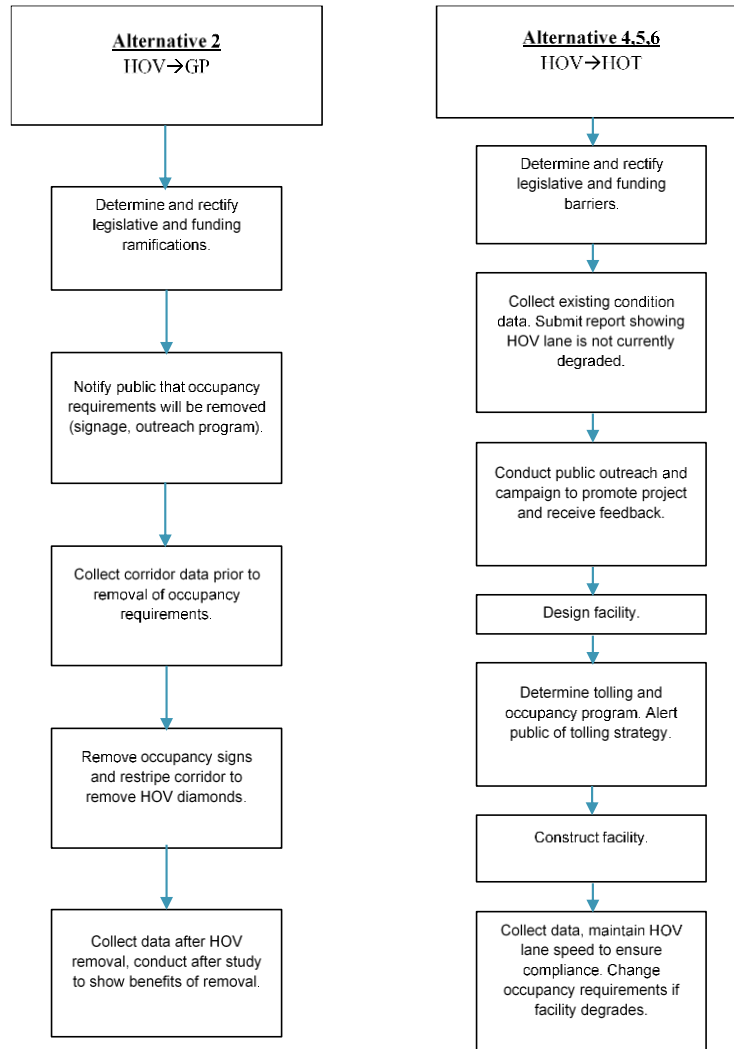 Alternative 2
HOV→GP
Determine and rectify
legislative and funding
ramifications.
Notify public that occupancy
requirements will be removed
(signage, outreach program).
Collect corridor data prior to
removal of occupancy
requirements.
Remove occupancy signs
and restripe corridor to
remove HOV diamonds.
Collect data after HOV
removal, conduct after study
to show benefits of removal.
Alternative 4,5,6
HOV→HOT
Determine and rectify
legislative and funding
barriers.
Collect existing condition
data. Submit report showing
HOV lane is not currently
degraded.
Conduct public outreach and
campaign to promote project
and receive feedback.
Design facility.
Determine tolling and
occupancy program. Alert
public of tolling strategy.
Construct facility.
Collect data, maintain HOV
lane speed to ensure
compliance. Change
occupancy requirements if
facility degrades.